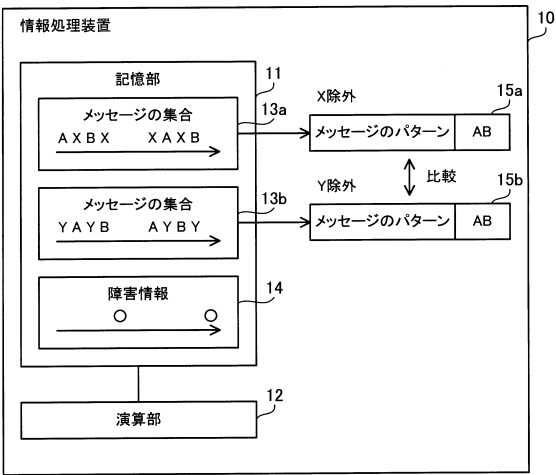 情報処理装置
10
記憶部
11
メッセージの集合
13a
AXBX XAXB
X除外
15a
メッセージのパターン AB
比較
メッセージの集合
13b
YAYB AYBY
Y除外
15b
メッセージのパターン AB
障害情報
14
演算部
12